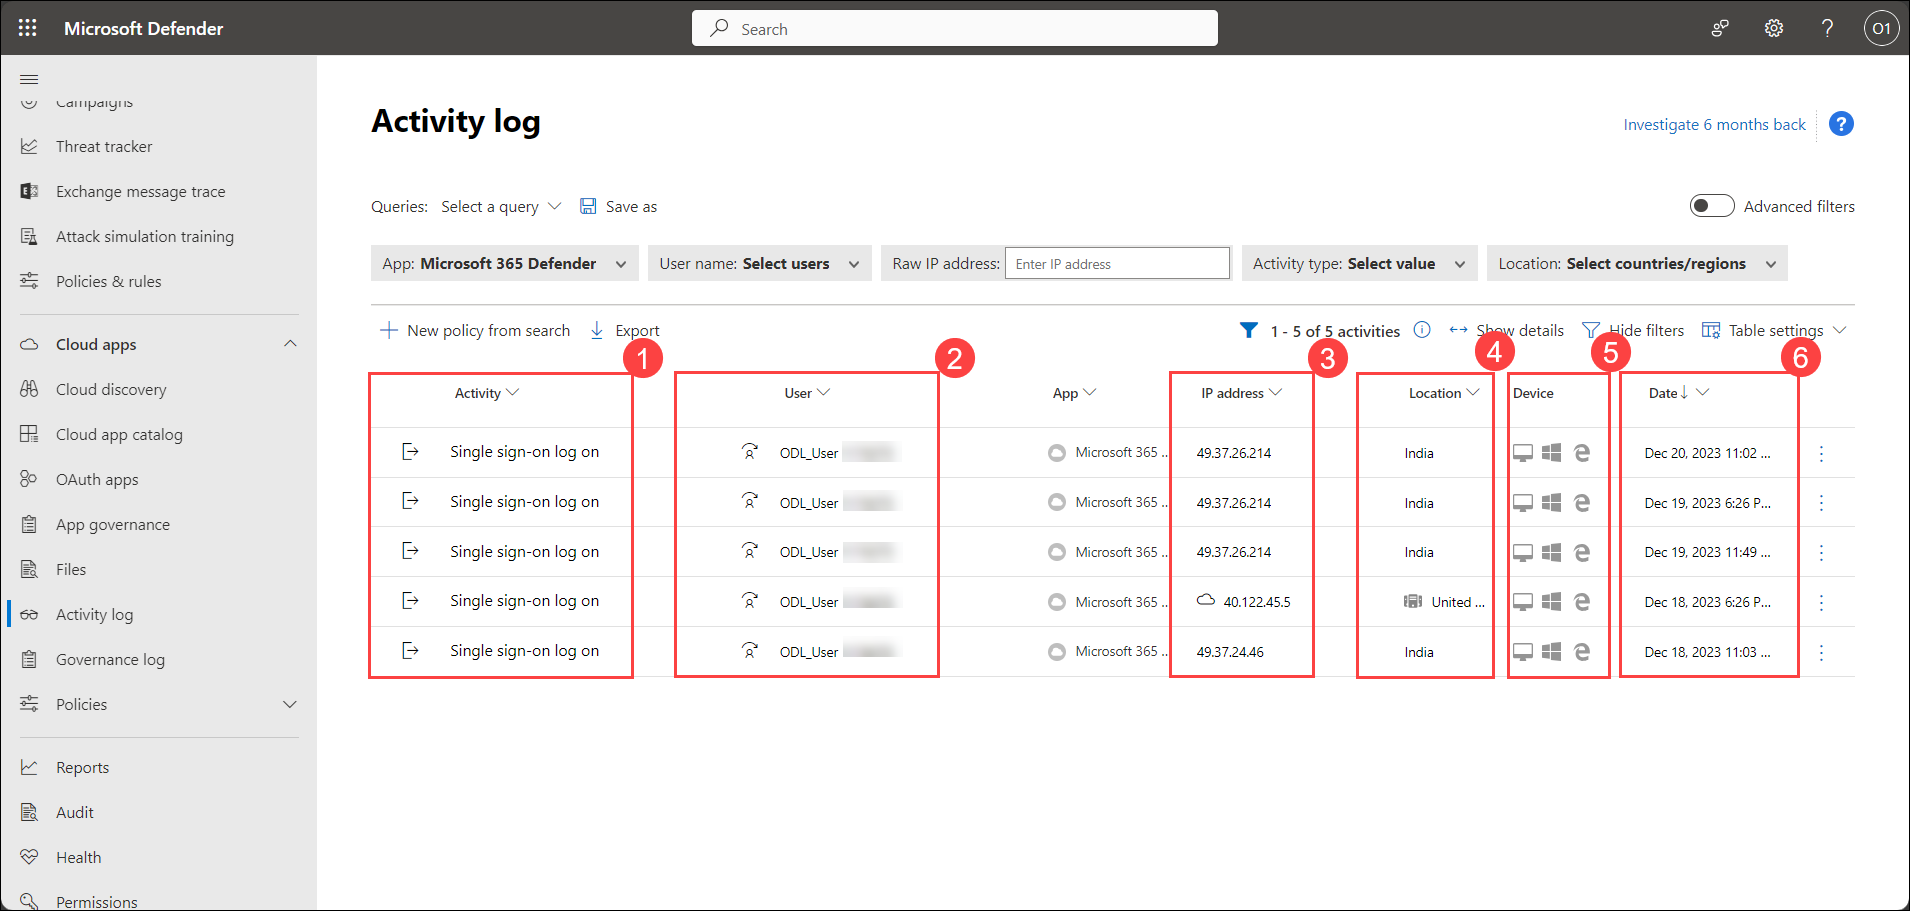 Microsoft Defender
Search
O1
Campaigns
Threat tracker
Exchange message trace
Attack simulation training
Policies & rules
Cloud apps
Cloud discovery
Cloud app catalog
OAuth apps
App governance
Files
Activity log
Governance log
Policies
Reports
Audit
Health
Permissions
Activity log
Investigate 6 months back ?
Queries: Select a query Save as
Advanced filters
App: Microsoft 365 Defender User name: Select users Raw IP address: Enter IP address Activity type: Select value Location: Select countries/regions
New policy from search Export 1 - 5 of 5 activities Show details Hide filters Table settings
1 2 3 4 5 6
Activity User App IP address Location Device Date
Single sign-on log on ODL_User Microsoft 365 .. 49.37.26.214 India Dec 20, 2023 11:02 ...
Single sign-on log on ODL_User Microsoft 365 .. 49.37.26.214 India Dec 19, 2023 6:26 P...
Single sign-on log on ODL_User Microsoft 365 .. 49.37.26.214 India Dec 19, 2023 11:49 ...
Single sign-on log on ODL_User Microsoft 365 .. 40.122.45.5 United ... Dec 18, 2023 6:26 P...
Single sign-on log on ODL_User Microsoft 365 .. 49.37.24.46 India Dec 18, 2023 11:03 ...